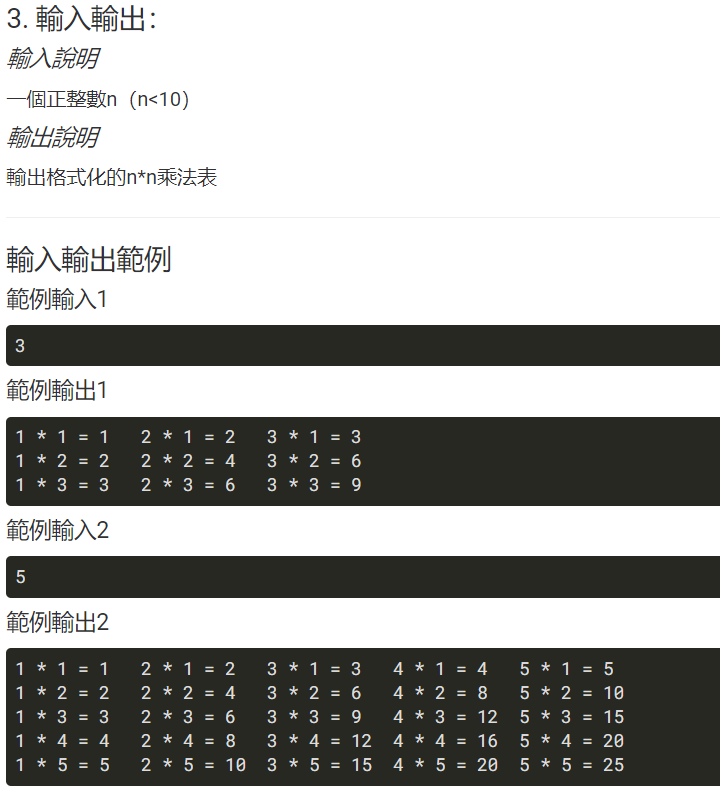 3. 輸入輸出：
輸入說明
一個正整數n（n<10）
輸出說明
輸出格式化的n*n乘法表
輸入輸出範例
範例輸入1
3
範例輸出1
1 * 1 = 1   2 * 1 = 2   3 * 1 = 3
1 * 2 = 2   2 * 2 = 4   3 * 2 = 6
1 * 3 = 3   2 * 3 = 6   3 * 3 = 9
範例輸入2
5
範例輸出2
1 * 1 = 1   2 * 1 = 2   3 * 1 = 3   4 * 1 = 4   5 * 1 = 5
1 * 2 = 2   2 * 2 = 4   3 * 2 = 6   4 * 2 = 8   5 * 2 = 10
1 * 3 = 3   2 * 3 = 6   3 * 3 = 9   4 * 3 = 12  5 * 3 = 15
1 * 4 = 4   2 * 4 = 8   3 * 4 = 12  4 * 4 = 16  5 * 4 = 20
1 * 5 = 5   2 * 5 = 10  3 * 5 = 15  4 * 5 = 20  5 * 5 = 25